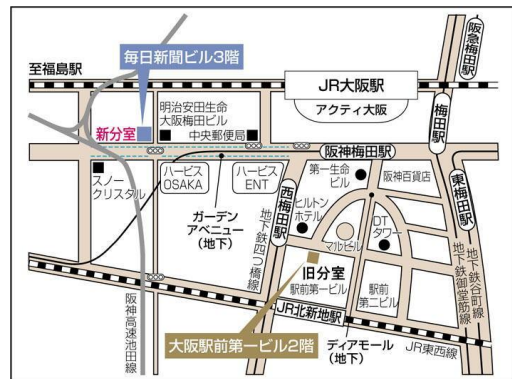 毎日新聞ビル3階
至福島駅
JR大阪駅
アクティ大阪
阪急梅田駅
梅田駅
新分室
明治安田生命
大阪梅田ビル
中央郵便局
阪神梅田駅
東梅田駅
スノー
クリスタル
ハービス
OSAKA
ハービス
ENT
西梅田駅
第一生命
ビル
阪神百貨店
ヒルトン
ホテル
DT
タワー
マルビル
ガーデン
アベニュー
(地下)
地下鉄四つ橋線
旧分室
駅前第一ビル
駅前
第二ビル
地下鉄谷町線
地下鉄御堂筋線
阪神高速池田線
JR北新地駅
大阪駅前第一ビル2階
ディアモール
(地下)
JR東西線